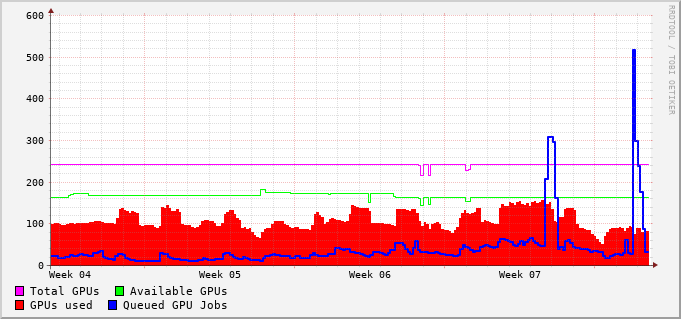 600
500
400
300
200
100
0
Week 04 Week 05 Week 06 Week 07
Total GPUs Available GPUs
GPUs used Queued GPU Jobs
RRDTOOL / TOBI OETIKER